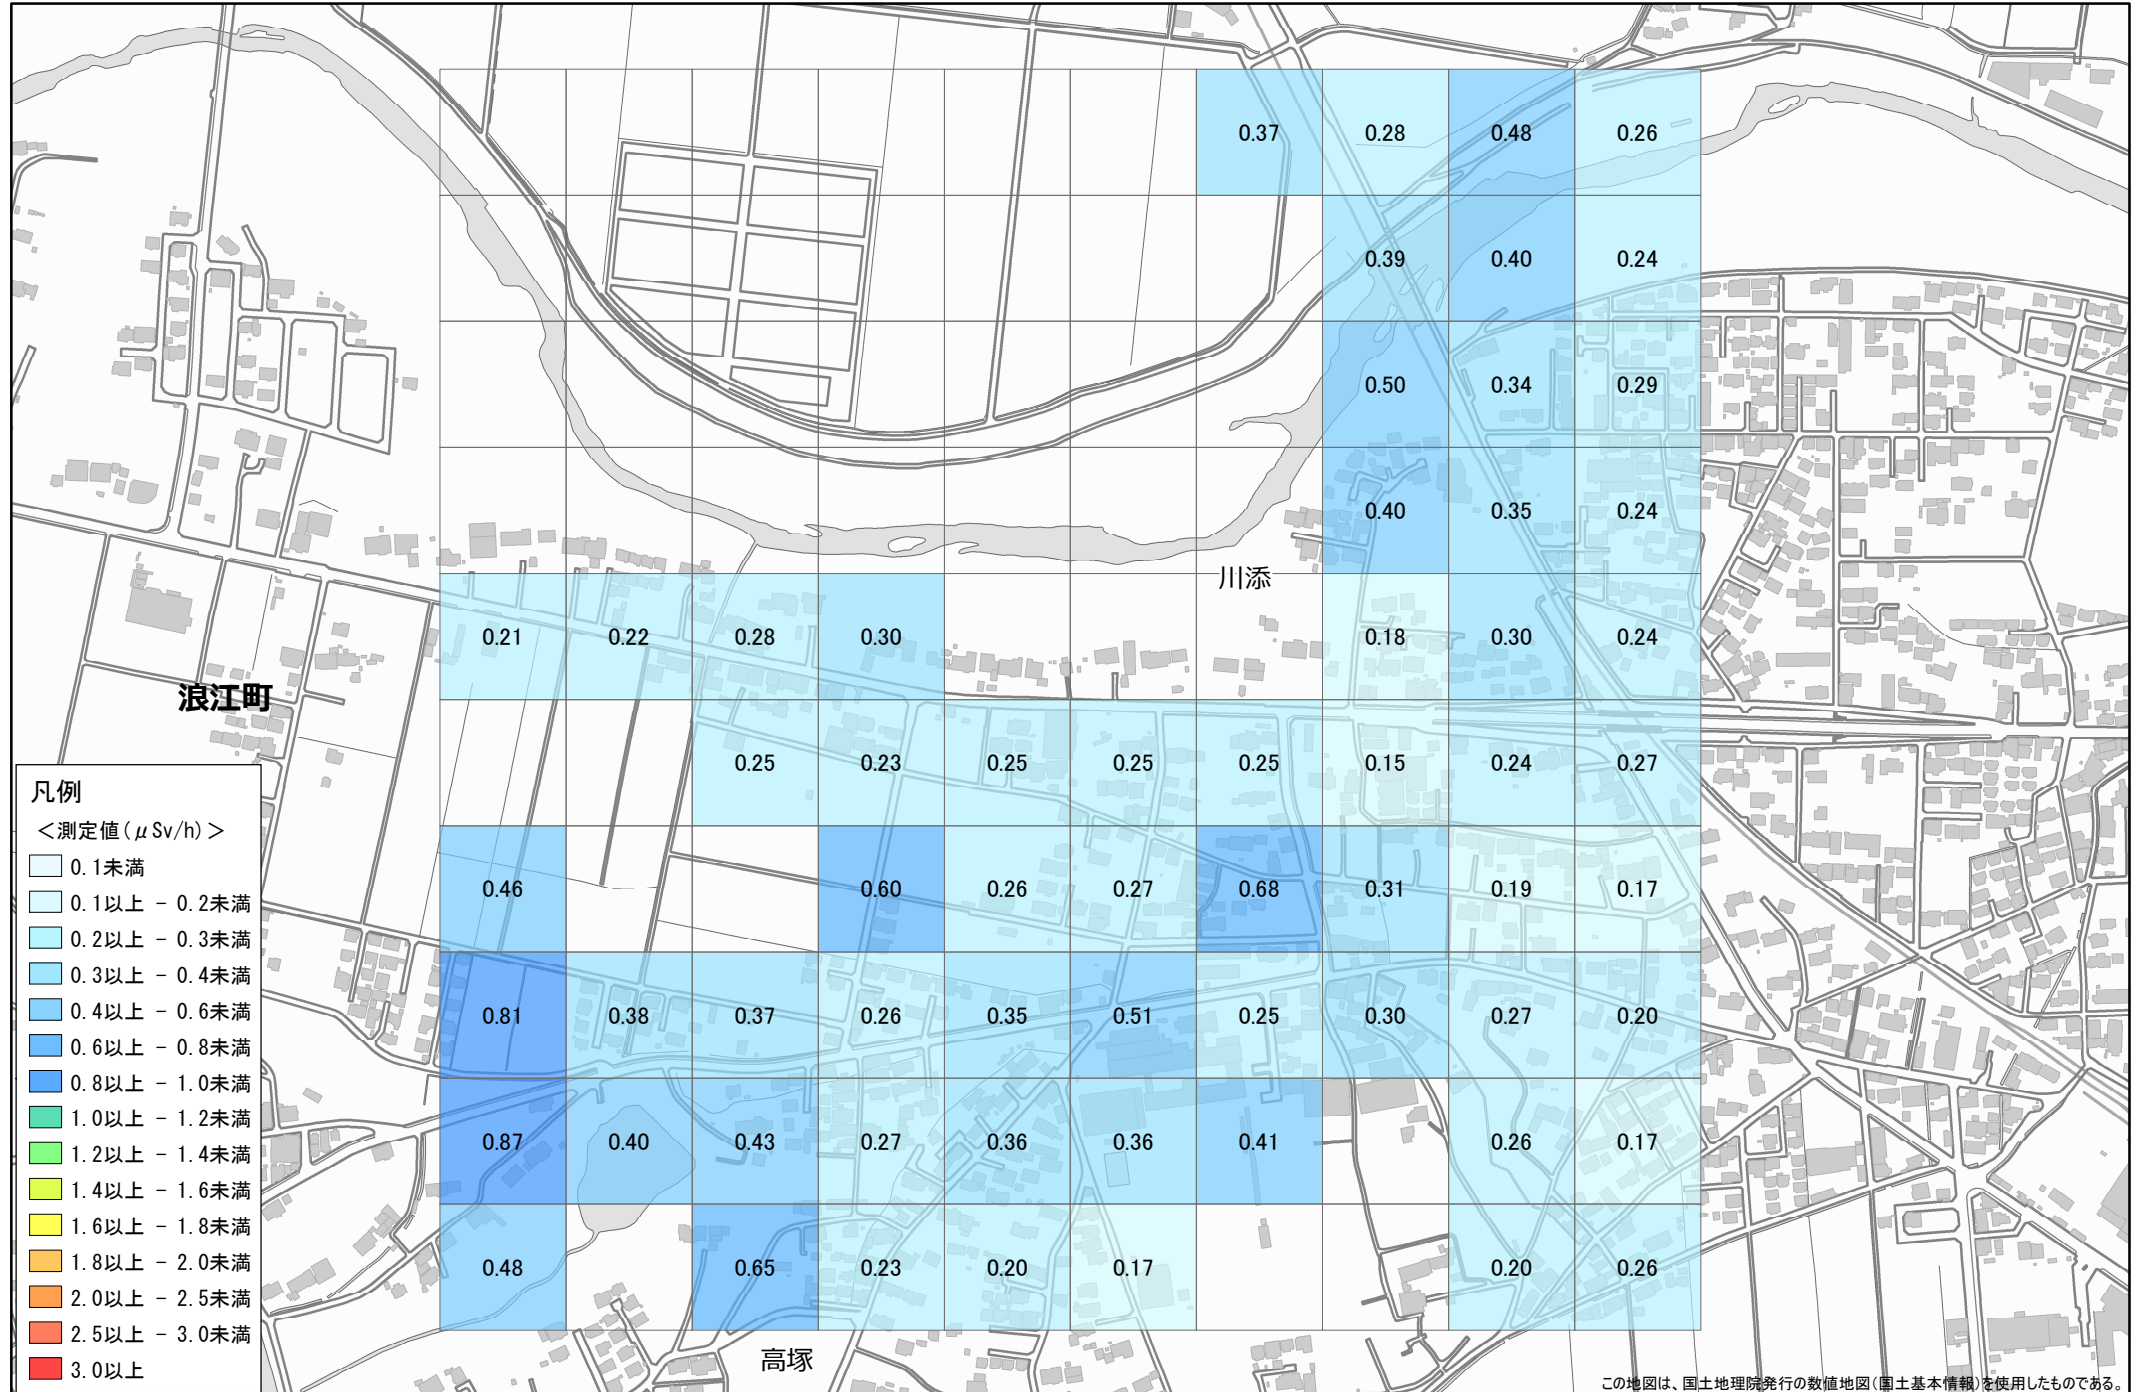 0.37 0.28 0.48 0.26
0.39 0.40 0.24
0.50 0.34 0.29
0.40 0.35 0.24
川添
0.21 0.22 0.28 0.30 0.18 0.30 0.24
浪江町
0.25 0.23 0.25 0.25 0.25 0.15 0.24 0.27
0.46 0.60 0.26 0.27 0.68 0.31 0.19 0.17
0.81 0.38 0.37 0.26 0.35 0.51 0.25 0.30 0.27 0.20
0.87 0.40 0.43 0.27 0.36 0.36 0.41 0.26 0.17
0.48 0.65 0.23 0.20 0.17 0.20 0.26
高塚
凡例
<測定値(μSv/h)>
0.1未満
0.1以上 - 0.2未満
0.2以上 - 0.3未満
0.3以上 - 0.4未満
0.4以上 - 0.6未満
0.6以上 - 0.8未満
0.8以上 - 1.0未満
1.0以上 - 1.2未満
1.2以上 - 1.4未満
1.4以上 - 1.6未満
1.6以上 - 1.8未満
1.8以上 - 2.0未満
2.0以上 - 2.5未満
2.5以上 - 3.0未満
3.0以上
この地図は、国土地理院発行の数値地図(国土基本情報)を使用したものである。